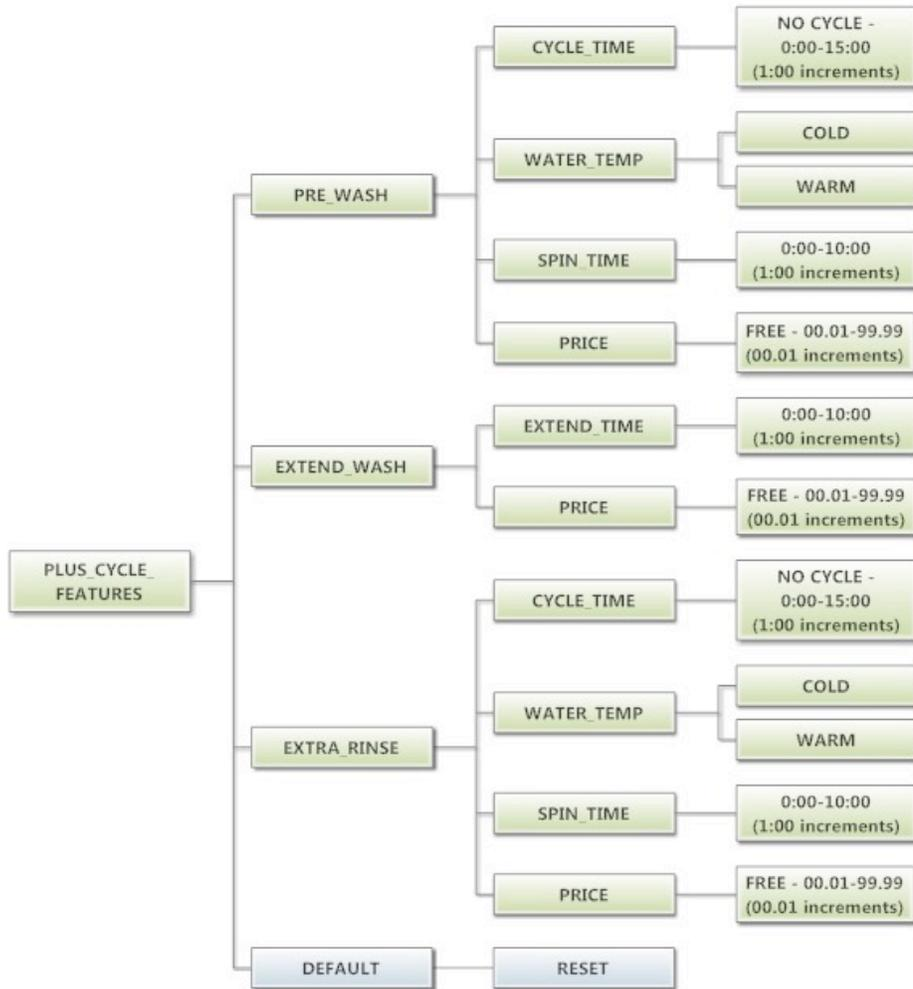 PLUS_CYCLE_
FEATURES
PRE_WASH
CYCLE_TIME
NO CYCLE -
0:00-15:00
(1:00 increments)
WATER_TEMP
COLD
WARM
SPIN_TIME
0:00-10:00
(1:00 increments)
PRICE
FREE - 00.01-99.99
(00.01 increments)
EXTEND_WASH
EXTEND_TIME
0:00-10:00
(1:00 increments)
PRICE
FREE - 00.01-99.99
(00.01 increments)
EXTRA_RINSE
CYCLE_TIME
NO CYCLE -
0:00-15:00
(1:00 increments)
WATER_TEMP
COLD
WARM
SPIN_TIME
0:00-10:00
(1:00 increments)
PRICE
FREE - 00.01-99.99
(00.01 increments)
DEFAULT
RESET